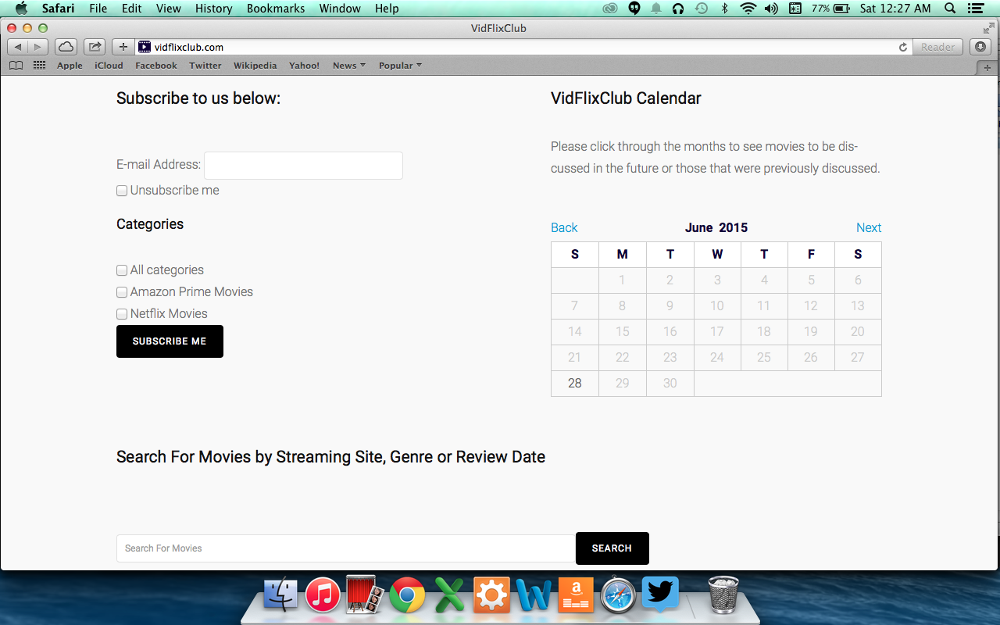 Safari File Edit View History Bookmarks Window Help 77% Sat 12:27 AM
VidFlixClub
vidflixclub.com Reader
Apple iCloud Facebook Twitter Wikipedia Yahoo! News Popular
Subscribe to us below:
E-mail Address:
Unsubscribe me
Categories
All categories
Amazon Prime Movies
Netflix Movies
SUBSCRIBE ME
VidFlixClub Calendar
Please click through the months to see movies to be dis-
cussed in the future or those that were previously discussed.
Back June 2015 Next
S M T W T F S
1 2 3 4 5 6
7 8 9 10 11 12 13
14 15 16 17 18 19 20
21 22 23 24 25 26 27
28 29 30
Search For Movies by Streaming Site, Genre or Review Date
Search For Movies SEARCH